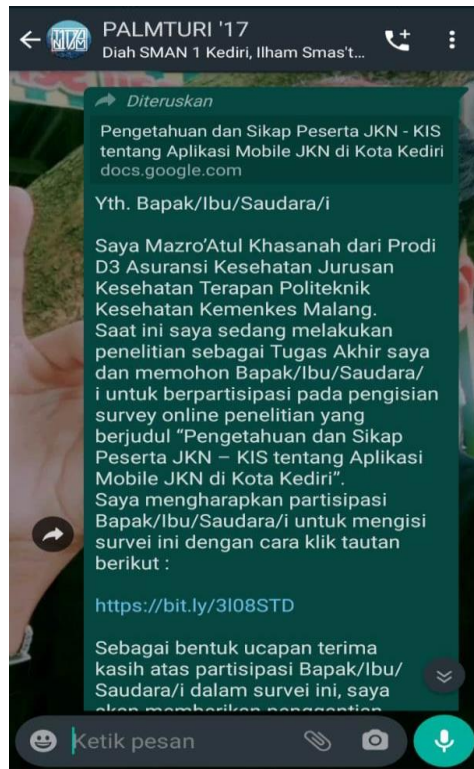 PALMTURI '17
Diah SMAN 1 Kediri, Ilham Smas't...
Diteruskan
Pengetahuan dan Sikap Peserta JKN - KIS
tentang Aplikasi Mobile JKN di Kota Kediri
docs.google.com
Yth. Bapak/Ibu/Saudara/i
Saya Mazro'Atul Khasanah dari Prodi
D3 Asuransi Kesehatan Jurusan
Kesehatan Terapan Politeknik
Kesehatan Kemenkes Malang.
Saat ini saya sedang melakukan
penelitian sebagai Tugas Akhir saya
dan memohon Bapak/Ibu/Saudara/
i untuk berpartisipasi pada pengisian
survey online penelitian yang
berjudul “Pengetahuan dan Sikap
Peserta JKN – KIS tentang Aplikasi
Mobile JKN di Kota Kediri”.
Saya mengharapkan partisipasi
Bapak/Ibu/Saudara/i untuk mengisi
survei ini dengan cara klik tautan
berikut :
https://bit.ly/3l08STD
Sebagai bentuk ucapan terima
kasih atas partisipasi Bapak/Ibu/
Saudara/i dalam survei ini, saya
akan memberikan penggantian
Ketik pesan